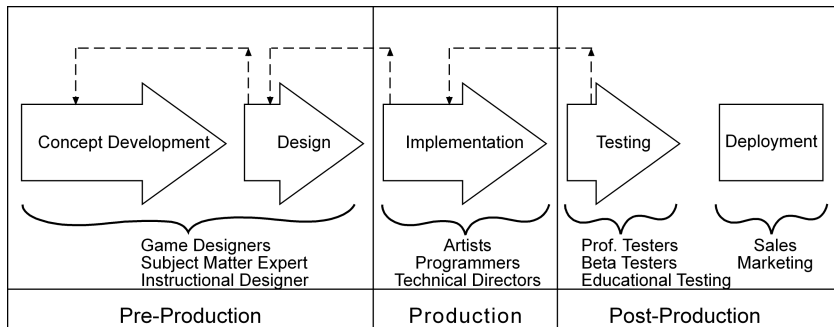 Concept Development
Design
Implementation
Testing
Deployment
Game Designers
Subject Matter Expert
Instructional Designer
Artists
Programmers
Technical Directors
Prof. Testers
Beta Testers
Educational Testing
Sales
Marketing
Pre-Production
Production
Post-Production